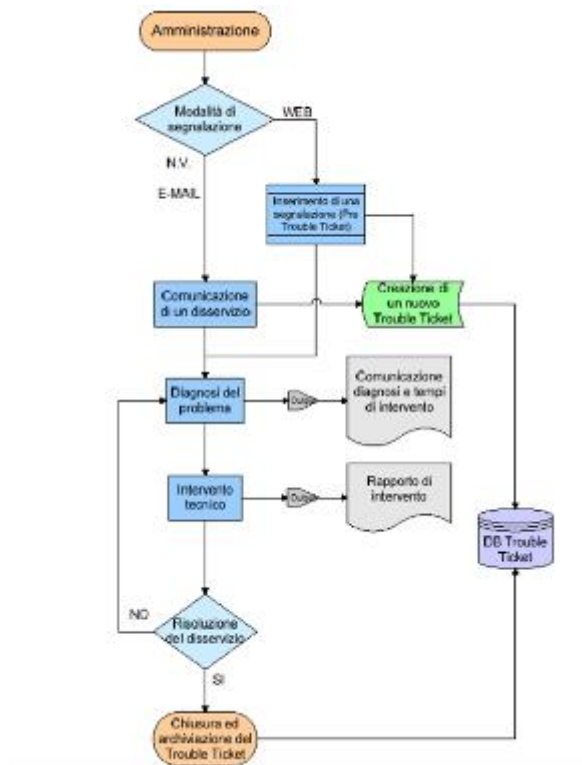 Amministrazione
Modalità di
segnalazione
WEB
N.V.
E-MAIL
Inserimento di una
segnalazione (Pre
Trouble Ticket)
Comunicazione
di un disservizio
Creazione di
un nuovo
Trouble Ticket
Diagnosi del
problema
Comunicazione
diagnosi e tempi
di intervento
Intervento
tecnico
Rapporto di
intervento
DB Trouble
Ticket
NO
Risoluzione
del disservizio
SI
Chiusura ed
archiviazione del
Trouble Ticket